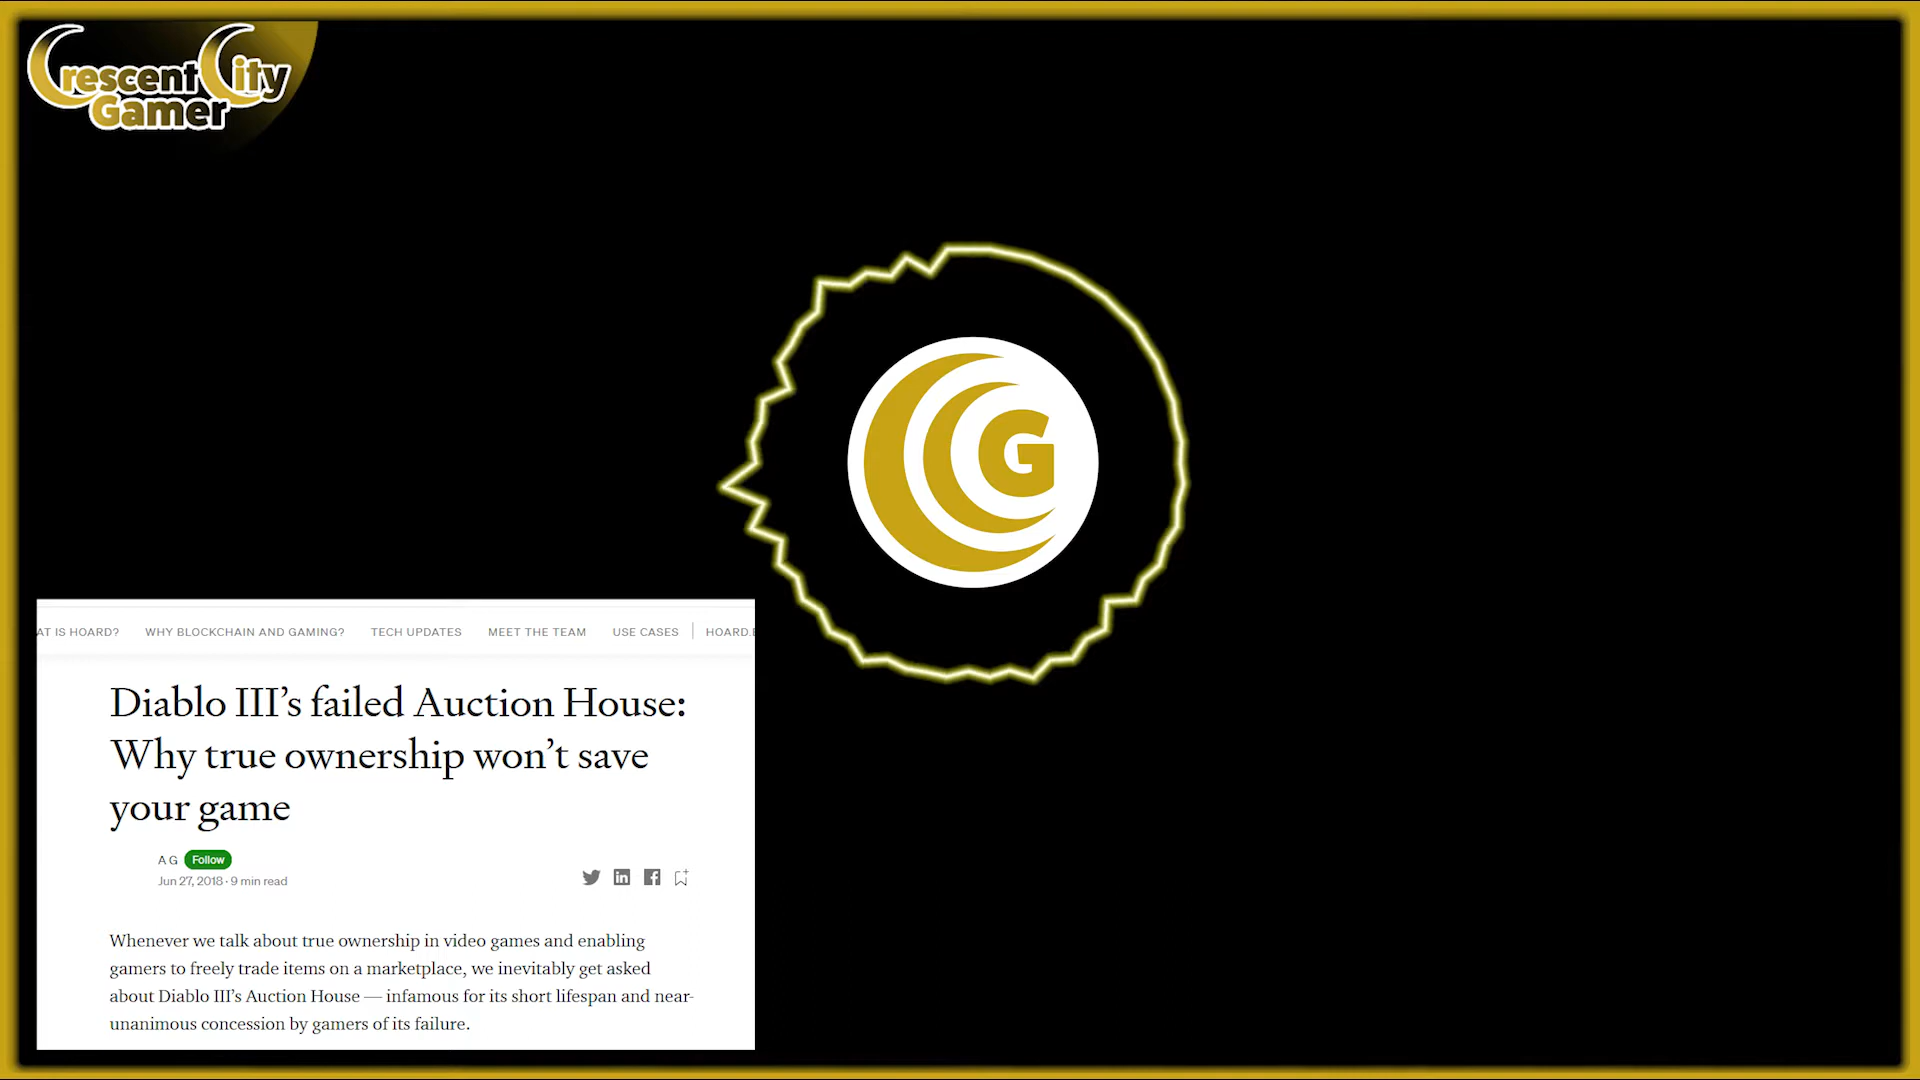 Crescent City
Gamer
G
AT IS HOARD? WHY BLOCKCHAIN AND GAMING? TECH UPDATES MEET THE TEAM USE CASES HOARD.
Diablo III’s failed Auction House:
Why true ownership won’t save
your game
A G Follow
Jun 27, 2018 · 9 min read
Whenever we talk about true ownership in video games and enabling
gamers to freely trade items on a marketplace, we inevitably get asked
about Diablo III’s Auction House — infamous for its short lifespan and near-
unanimous concession by gamers of its failure.